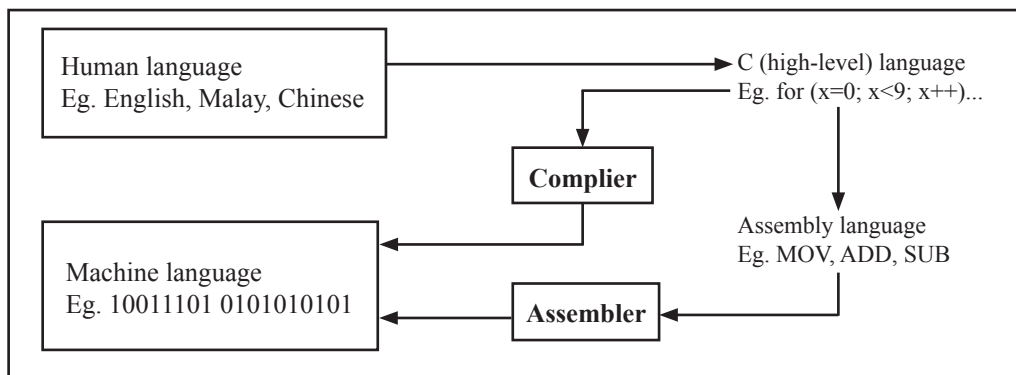 Human language
Eg. English, Malay, Chinese
C (high-level) language
Eg. for (x=0; x<9; x++)...
Complier
Assembly language
Eg. MOV, ADD, SUB
Machine language
Eg. 10011101 0101010101
Assembler